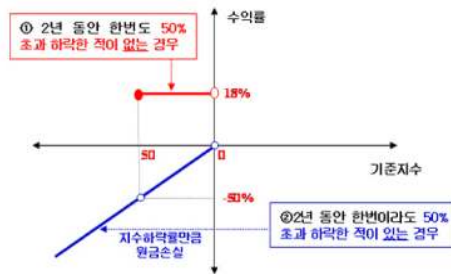 수익률
① 2년 동안 한번도 50%
초과 하락한 적이 없는 경우
50
0
기준지수
-50%
지수하락률만큼
원금손실
②2년 동안 한번이라도 50%
초과 하락한 적이 있는 경우